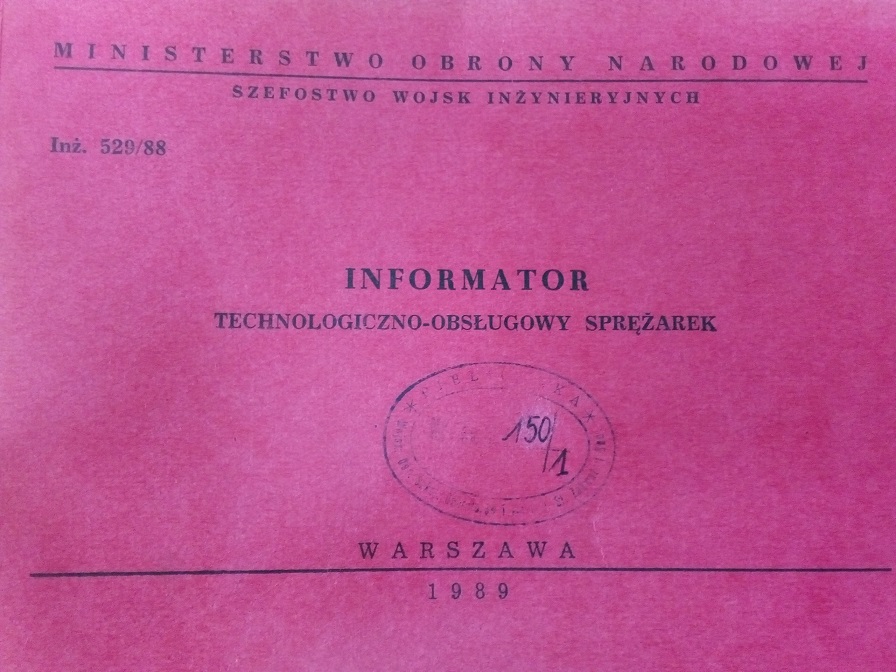 MINISTERSTWO OBRONY NARODOWEJ
SZEFOSTWO WOJSK INŻYNIERYJNYCH
Inż. 529/88
INFORMATOR
TECHNOLOGICZNO-OBSŁUGOWY SPRĘŻAREK
150/1
WARSZAWA
1989